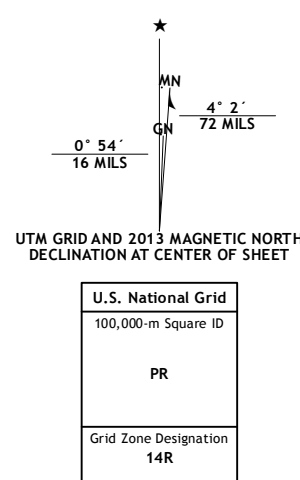 ★
MN
GN
4° 2´
72 MILS
0° 54´
16 MILS
UTM GRID AND 2013 MAGNETIC NORTH
DECLINATION AT CENTER OF SHEET
U.S. National Grid
100,000-m Square ID
PR
Grid Zone Designation
14R